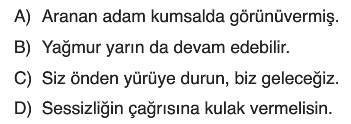 A) Aranan adam kumsalda görünüvermiş.
B) Yağmur yarın da devam edebilir.
C) Siz önden yürüye durun, biz geleceğiz.
D) Sessizliğin çağrısına kulak vermelisin.